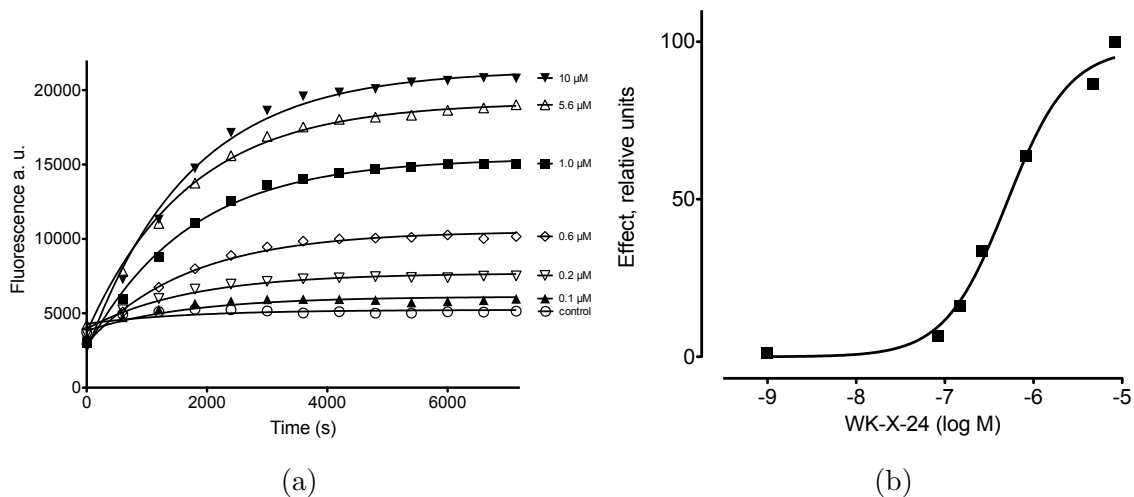 Fluorescence a. u.
20000
15000
10000
5000
0
0 2000 4000 6000
Time (s)
10 µM
5.6 µM
1.0 µM
0.6 µM
0.2 µM
0.1 µM
control
(a)
Effect, relative units
100
50
0
-9 -8 -7 -6 -5
WK-X-24 (log M)
(b)